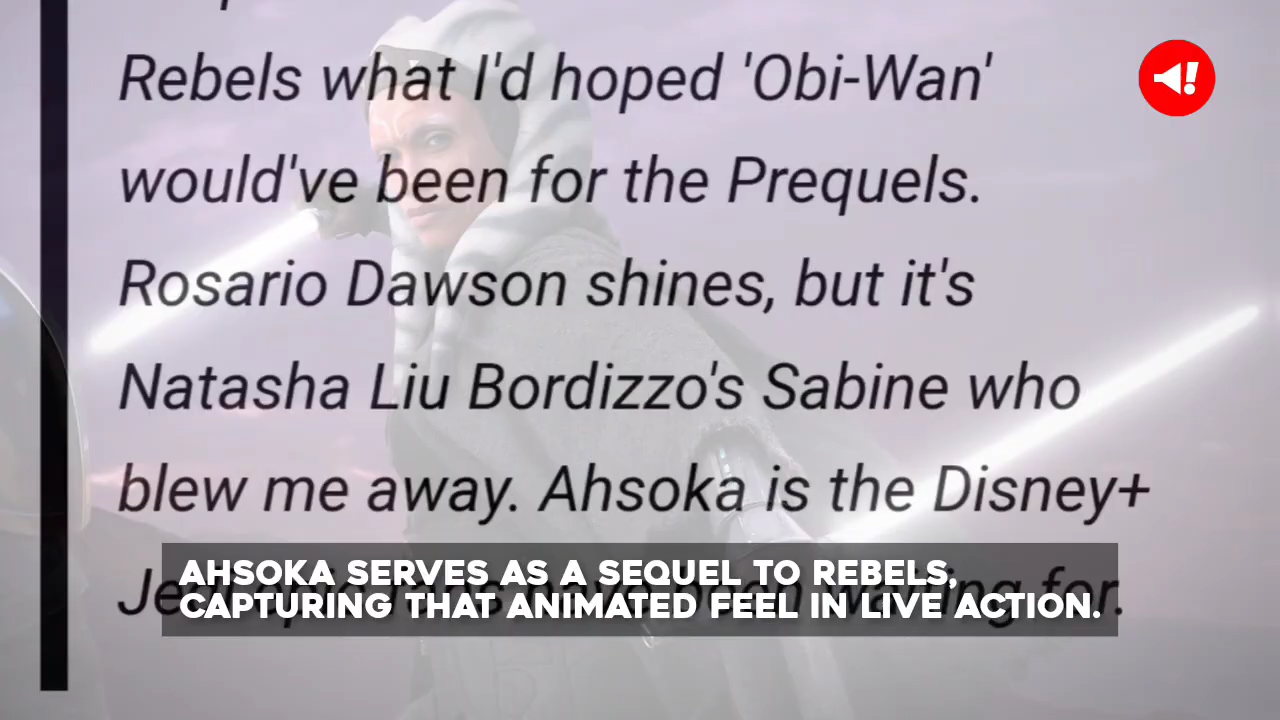 Rebels what I'd hoped 'Obi-Wan'
would've been for the Prequels.
Rosario Dawson shines, but it's
Natasha Liu Bordizzo's Sabine who
blew me away. Ahsoka is the Disney+
AHSOKA SERVES AS A SEQUEL TO REBELS,
CAPTURING THAT ANIMATED FEEL IN LIVE ACTION.